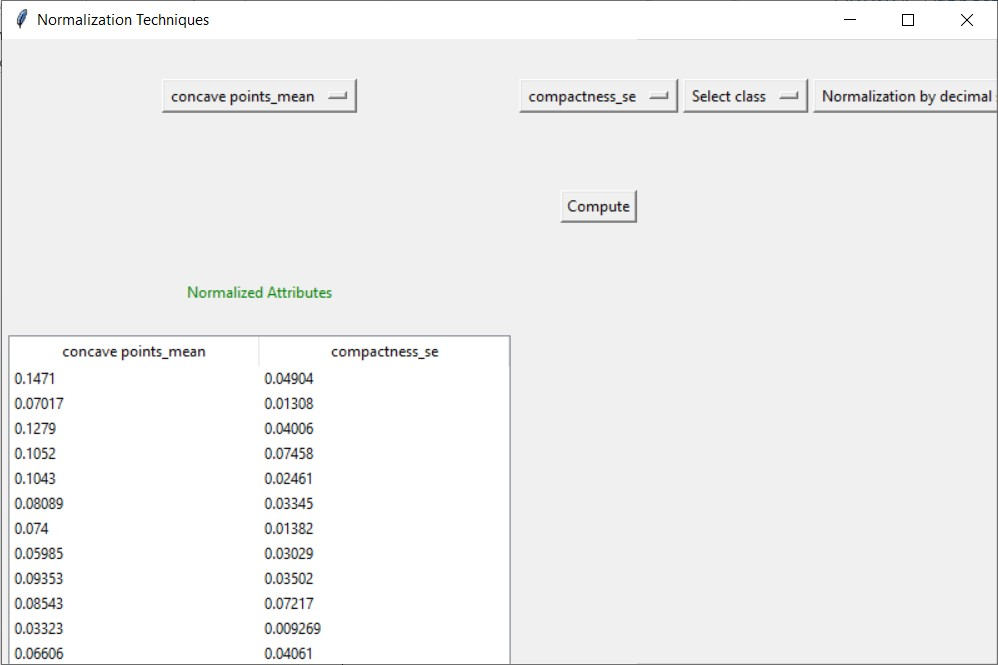 Normalization Techniques
concave points_mean compactness_se Select class Normalization by decimal
Compute
Normalized Attributes
concave points_mean compactness_se
0.1471 0.04904
0.07017 0.01308
0.1279 0.04006
0.1052 0.07458
0.1043 0.02461
0.08089 0.03345
0.074 0.01382
0.05985 0.03029
0.09353 0.03502
0.08543 0.07217
0.03323 0.009269
0.06606 0.04061